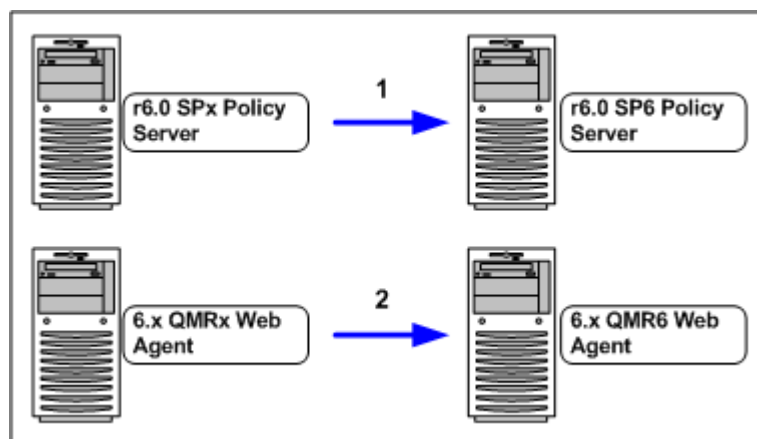 r6.0 SPx Policy
Server
1
r6.0 SP6 Policy
Server
6.x QMRx Web
Agent
2
6.x QMR6 Web
Agent